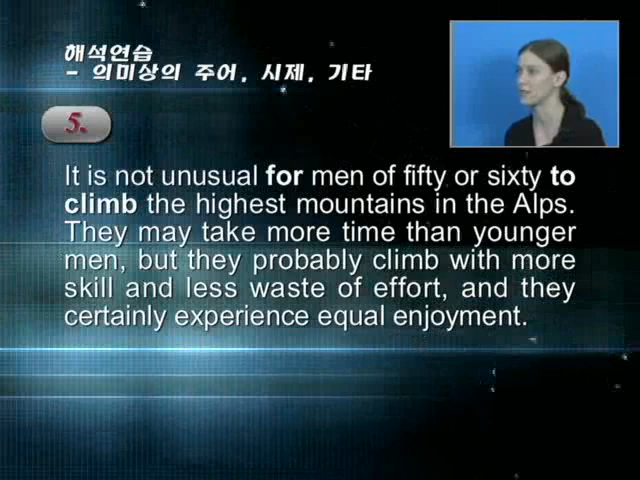 해석연습
- 의미상의 주어, 시제, 기타
5.
It is not unusual for men of fifty or sixty to
climb the highest mountains in the Alps.
They may take more time than younger
men, but they probably climb with more
skill and less waste of effort, and they
certainly experience equal enjoyment.